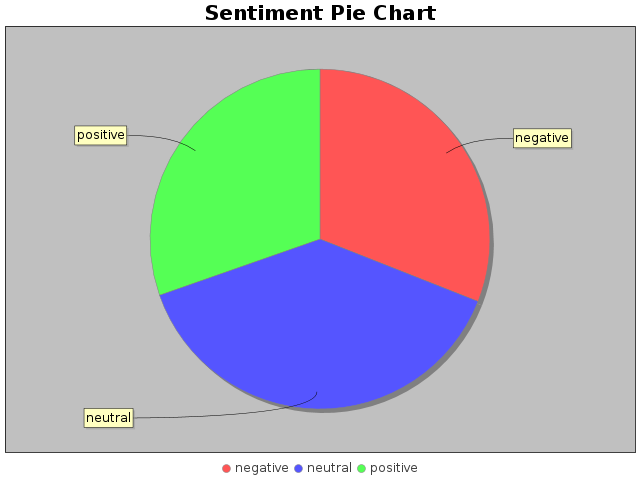 Sentiment Pie Chart
positive
negative
neutral
negative neutral positive